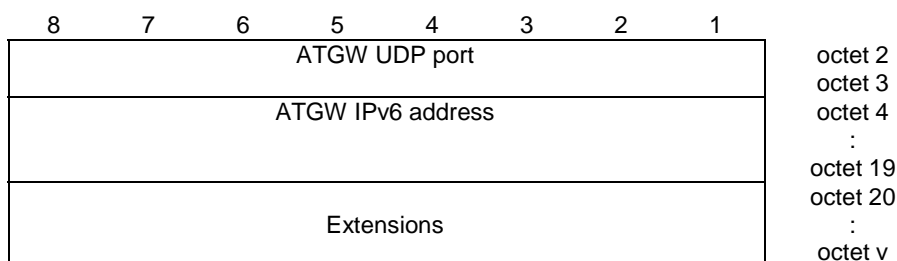 8 7 6 5 4 3 2 1
ATGW UDP port octet 2
octet 3
ATGW IPv6 address octet 4
:
octet 19
octet 20
Extensions :
octet v